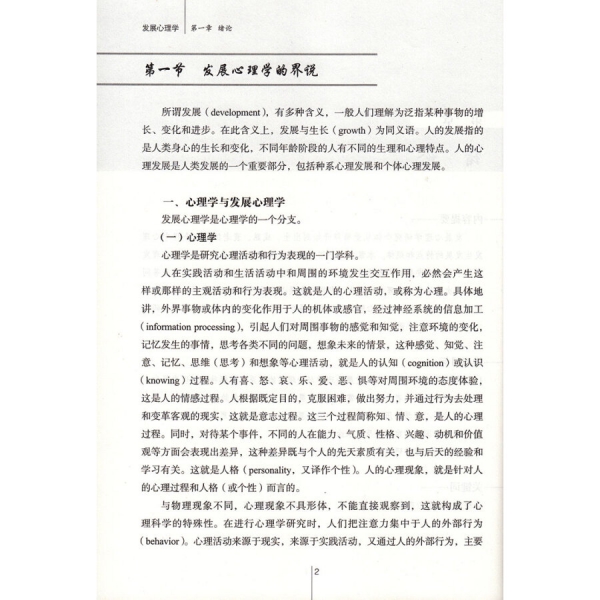 发展心理学 第一章 绪论
第一节 发展心理学的界说
所谓发展（development），有多种含义，一般人们理解为泛指某种事物的增
长、变化和进步。在此含义上，发展与生长（growth）为同义语。人的发展指的
是人类身心的生长和变化，不同年龄阶段的人有不同的生理和心理特点。人的心
理发展是人类发展的一个重要部分，包括种系心理发展和个体心理发展。
一、心理学与发展心理学
发展心理学是心理学的一个分支。
（一）心理学
心理学是研究心理活动和行为表现的一门学科。
人在实践活动和生活活动中和周围的环境发生交互作用，必然会产生这
样或那样的主观活动和行为表现。这就是人的心理活动，或称为心理。具体地
讲，外界事物或体内的变化作用于人的机体或感官，经过神经系统的信息加工
（information processing），引起人们对周围事物的感觉和知觉，注意环境的变化，
记忆发生的事情，思考各类不同的问题，想象未来的情景，这种感觉、知觉、注
意、记忆、思维（思考）和想象等心理活动，就是人的认知（cognition）或认识
（knowing）过程。人有喜、怒、哀、乐、爱、恶、惧等对周围环境的态度体验，
这是人的情感过程。人根据既定目的，克服困难，做出努力，并通过行为去处理
和变革客观的现实，这就是意志过程。这三个过程简称知、情、意，是人的心理
过程。同时，对待某个事件，不同的人在能力、气质、性格、兴趣、动机和价值
观等方面会表现出差异，这种差异既与个人的先天素质有关，也与后天的经验和
学习有关。这就是人格（personality，又译作个性）。人的心理现象，就是针对人
的心理过程和人格（或个性）而言的。
与物理现象不同，心理现象不具形体，不能直接观察到，这就构成了心
理科学的特殊性。在进行心理学研究时，人们把注意力集中于人的外部行为
（behavior）。心理活动来源于现实，来源于实践活动，又通过人的外部行为，主要
2